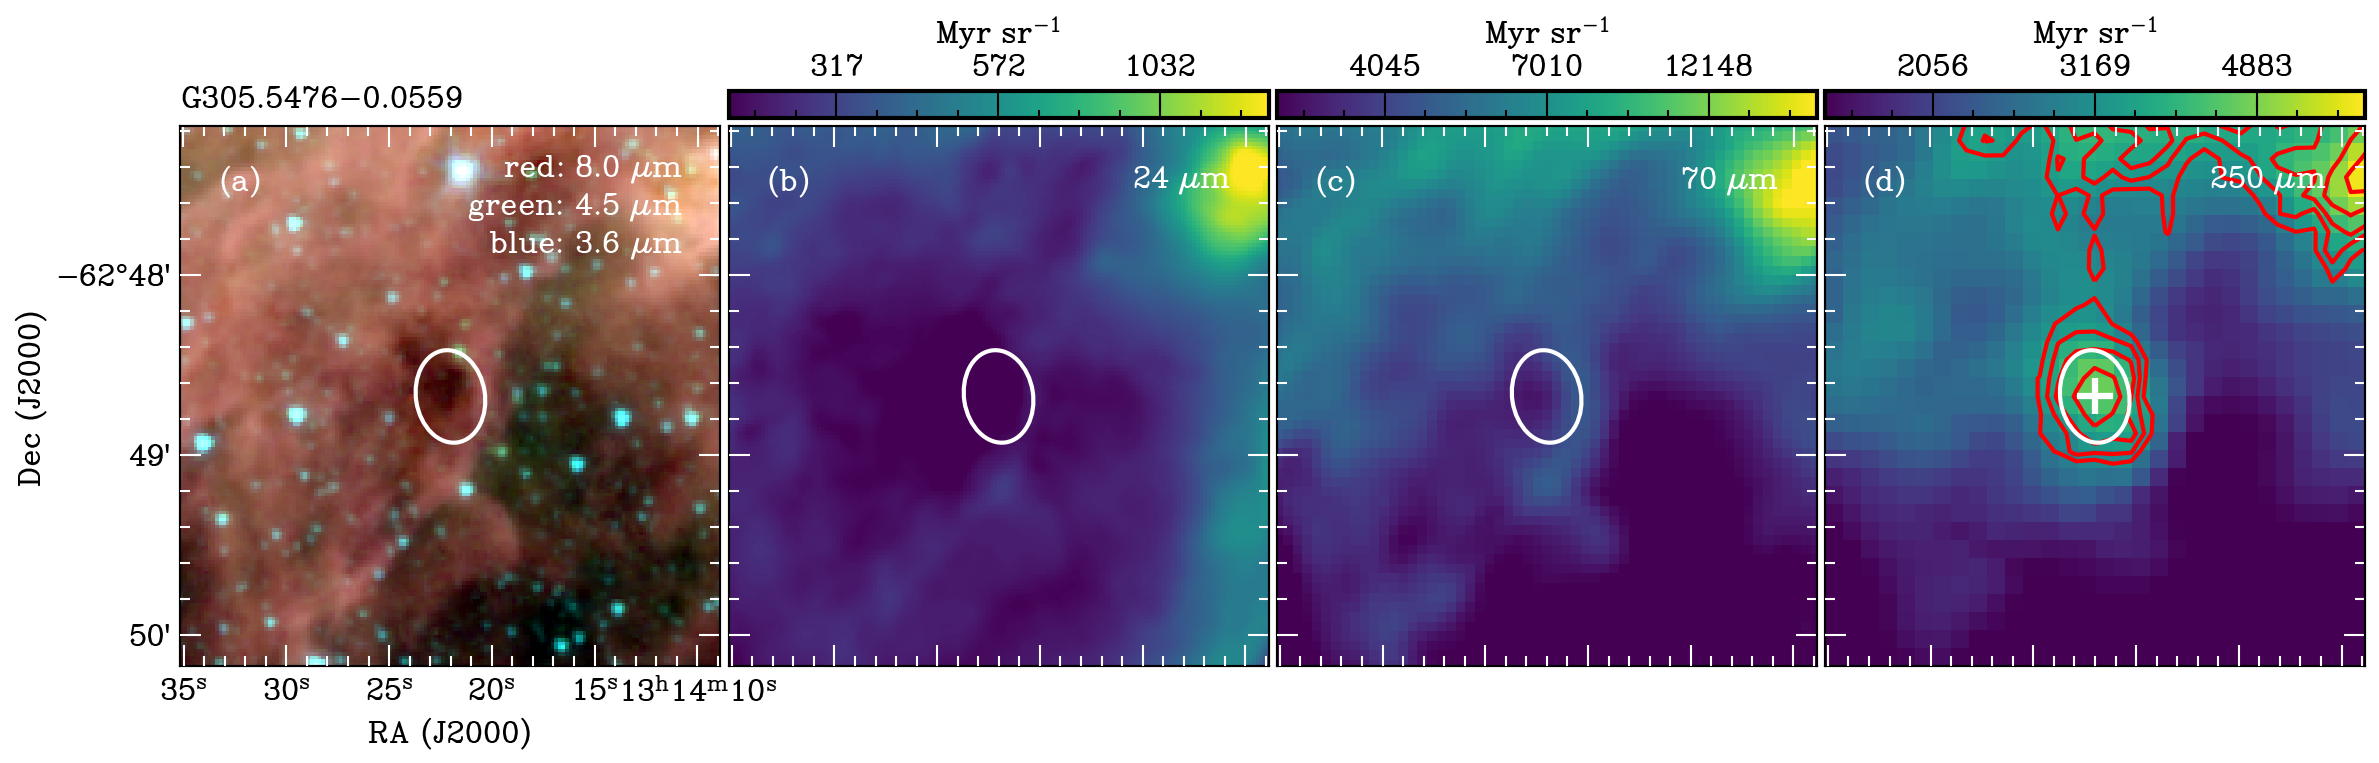 G305.5476−0.0559
(a)
red: 8.0 μm
green: 4.5 μm
blue: 3.6 μm
−62°48'
49'
50'
Dec (J2000)
35ˢ 30ˢ 25ˢ 20ˢ 15ˢ 13ʰ14ᵐ10ˢ
RA (J2000)
Myr sr⁻¹
317 572 1032
(b)
24 μm
Myr sr⁻¹
4045 7010 12148
(c)
70 μm
Myr sr⁻¹
2056 3169 4883
(d)
250 μm